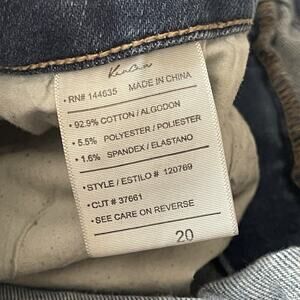 KanCan
• RN# 144635 MADE IN CHINA
• 92.9% COTTON / ALGODON
• 5.5% POLYESTER / POLIESTER
• 1.6% SPANDEX / ELASTANO
• STYLE / ESTILO # 120769
• CUT # 37661
• SEE CARE ON REVERSE
20